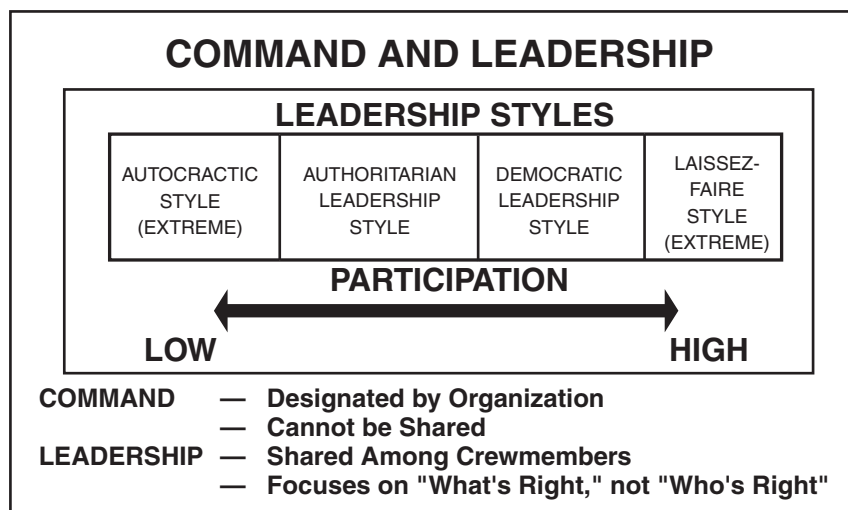 COMMAND AND LEADERSHIP
LEADERSHIP STYLES
AUTOCRACTIC
STYLE
(EXTREME)
AUTHORITARIAN
LEADERSHIP
STYLE
DEMOCRATIC
LEADERSHIP
STYLE
LAISSEZ-
FAIRE
STYLE
(EXTREME)
PARTICIPATION
LOW HIGH
COMMAND — Designated by Organization
— Cannot be Shared
LEADERSHIP — Shared Among Crewmembers
— Focuses on "What's Right," not "Who's Right"